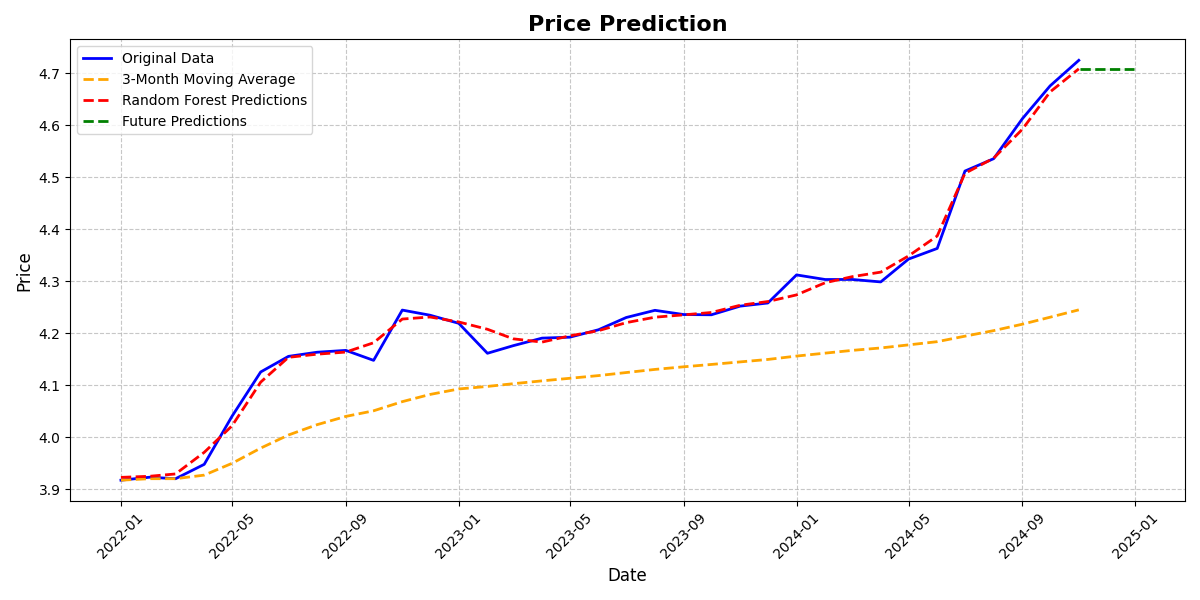 Price Prediction
Original Data
3-Month Moving Average
Random Forest Predictions
Future Predictions
Price
4.7
4.6
4.5
4.4
4.3
4.2
4.1
4.0
3.9
2022-01
2022-05
2022-09
2023-01
2023-05
2023-09
2024-01
2024-05
2024-09
2025-01
Date